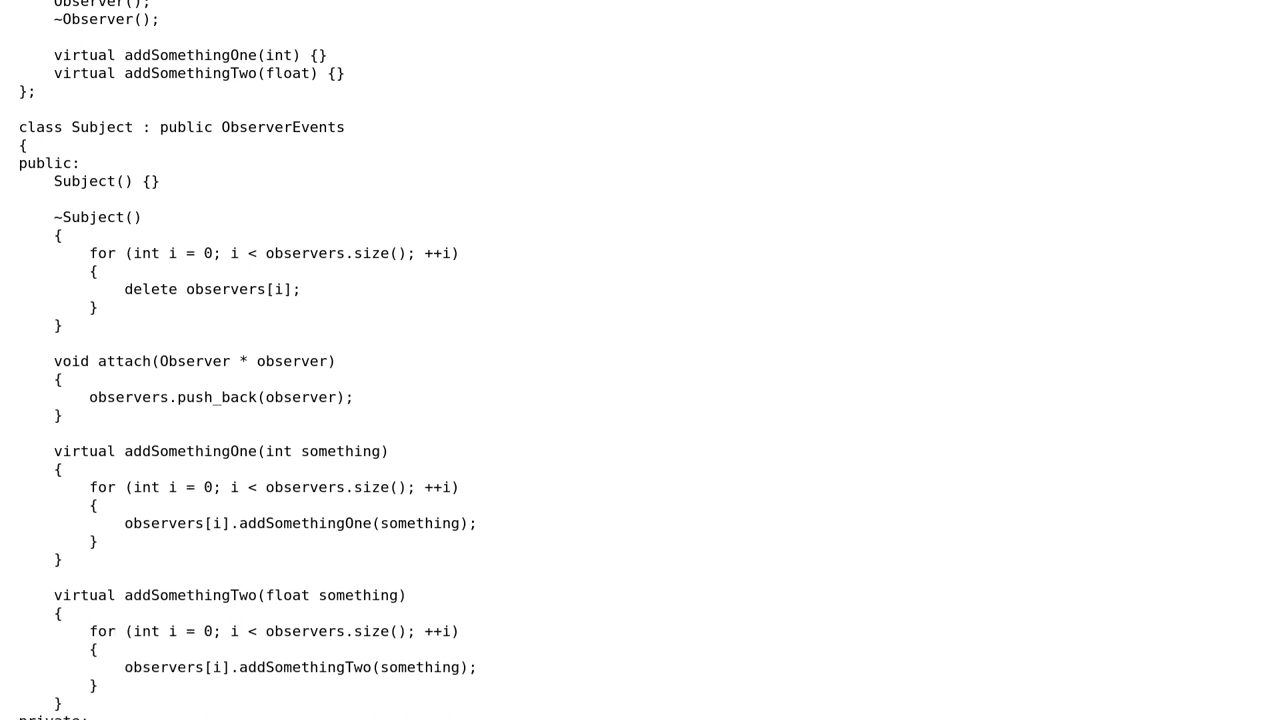 Observer();
    ~Observer();

    virtual addSomethingOne(int) {}
    virtual addSomethingTwo(float) {}
};

class Subject : public ObserverEvents
{
public:
    Subject() {}

    ~Subject()
    {
        for (int i = 0; i < observers.size(); ++i)
        {
            delete observers[i];
        }
    }

    void attach(Observer * observer)
    {
        observers.push_back(observer);
    }

    virtual addSomethingOne(int something)
    {
        for (int i = 0; i < observers.size(); ++i)
        {
            observers[i].addSomethingOne(something);
        }
    }

    virtual addSomethingTwo(float something)
    {
        for (int i = 0; i < observers.size(); ++i)
        {
            observers[i].addSomethingTwo(something);
        }
    }
private: